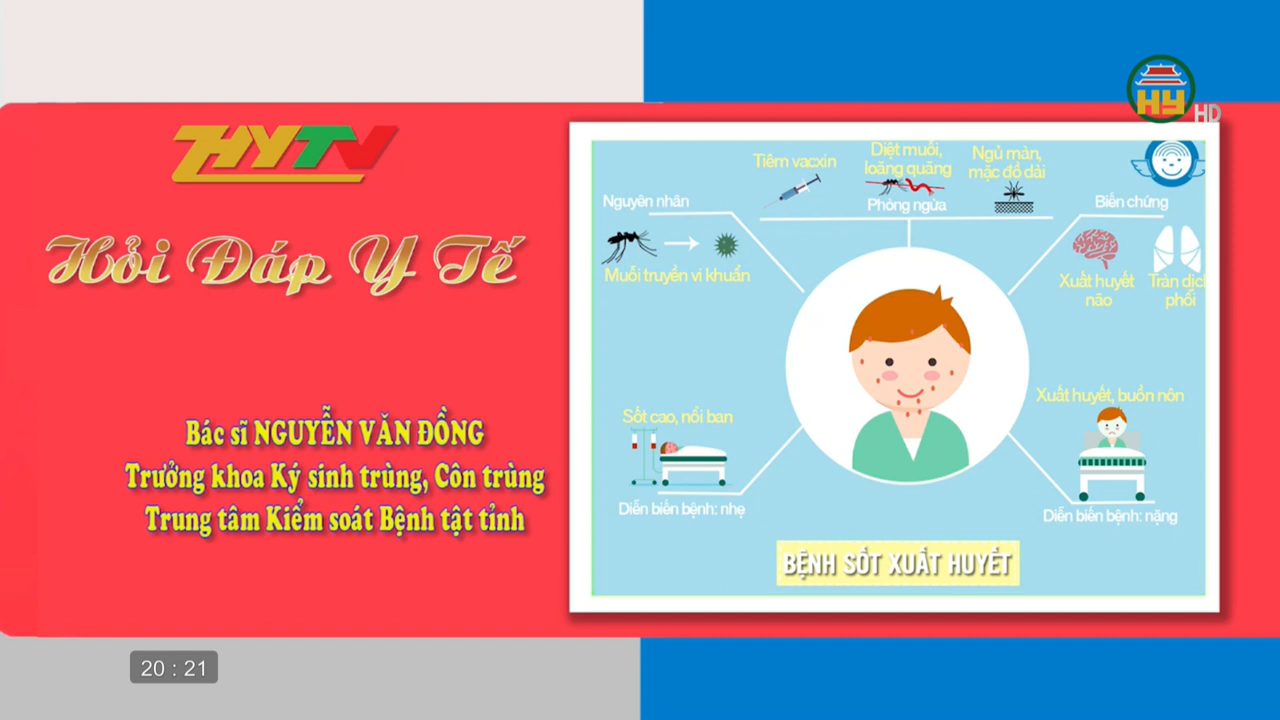 HYTV
Hỏi Đáp Y Tế
Bác sĩ NGUYỄN VĂN ĐỒNG
Trưởng khoa Ký sinh trùng, Côn trùng
Trung tâm Kiểm soát Bệnh tật tỉnh
HY HD
Tiêm vacxin
Diệt muỗi,
loăng quăng
Phòng ngừa
Ngủ màn,
mặc đồ dài
Nguyên nhân
Muỗi truyền vi khuẩn
Biến chứng
Xuất huyết
não
Tràn dịch
phổi
Sốt cao, nổi ban
Diễn biến bệnh: nhẹ
Xuất huyết, buồn nôn
Diễn biến bệnh: nặng
BỆNH SỐT XUẤT HUYẾT
20 : 21